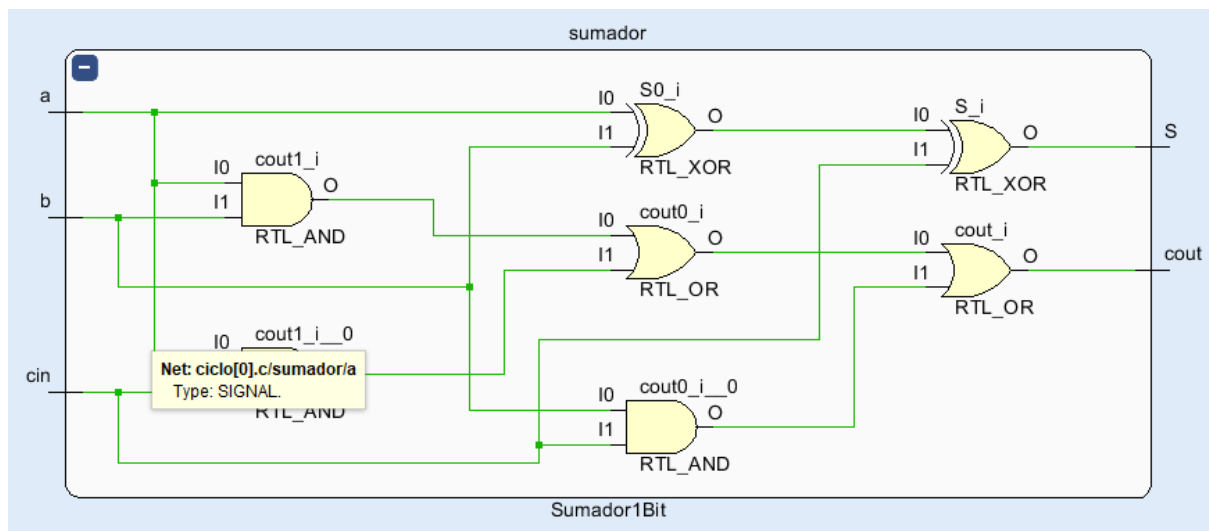 sumador
a
b
cin
I0
I1
cout1_i
O
RTL_AND
I0
cout1_i__0
RTL_AND
Net: ciclo[0].c/sumador/a
Type: SIGNAL.
I0
I1
S0_i
O
RTL_XOR
I0
I1
cout0_i
O
RTL_OR
I0
I1
cout0_i__0
O
RTL_AND
I0
I1
S_i
O
RTL_XOR
I0
I1
cout_i
O
RTL_OR
S
cout
Sumador1Bit